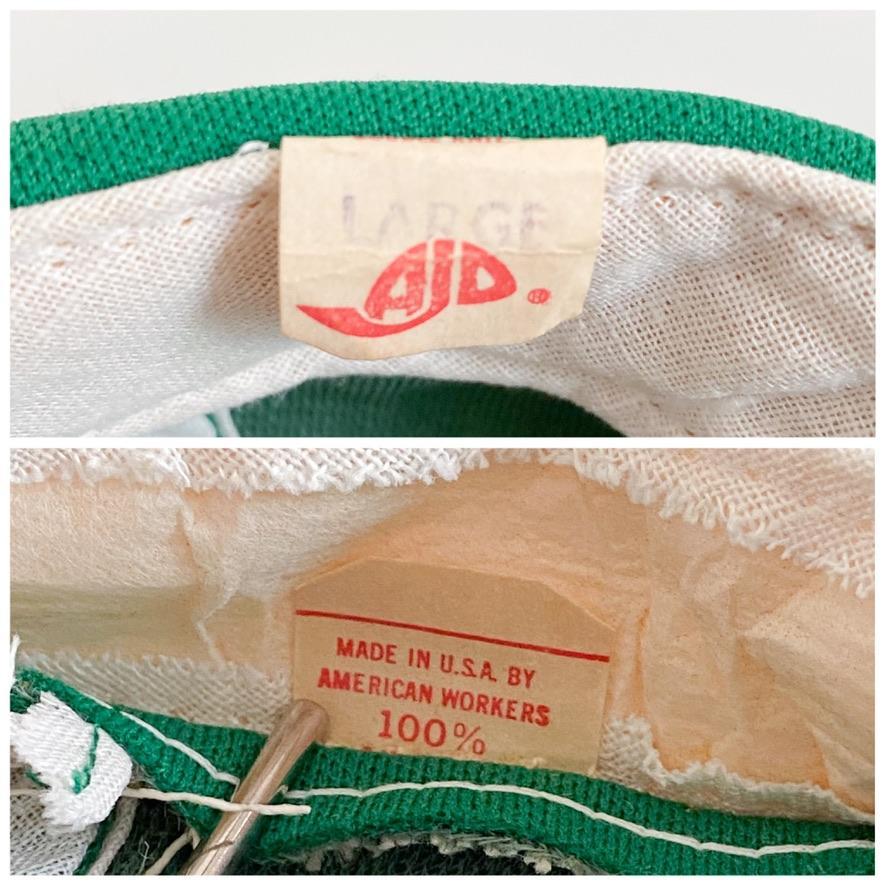 LARGE
AJD ®
MADE IN U.S.A. BY
AMERICAN WORKERS
100%